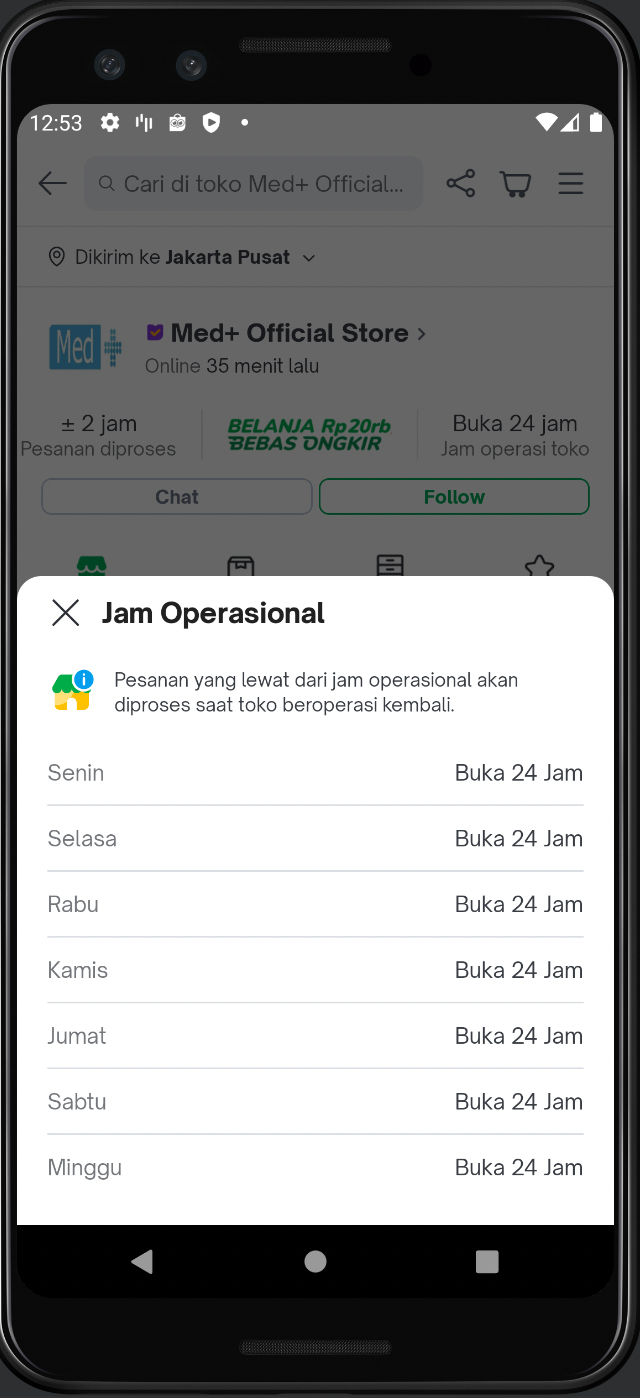 12:53
Cari di toko Med+ Official...
Dikirim ke Jakarta Pusat
Med
Med+ Official Store
Online 35 menit lalu
± 2 jam
Pesanan diproses
BELANJA Rp20rb
BEBAS ONGKIR
Buka 24 jam
Jam operasi toko
Chat
Follow
Jam Operasional
Pesanan yang lewat dari jam operasional akan
diproses saat toko beroperasi kembali.
Senin Buka 24 Jam
Selasa Buka 24 Jam
Rabu Buka 24 Jam
Kamis Buka 24 Jam
Jumat Buka 24 Jam
Sabtu Buka 24 Jam
Minggu Buka 24 Jam